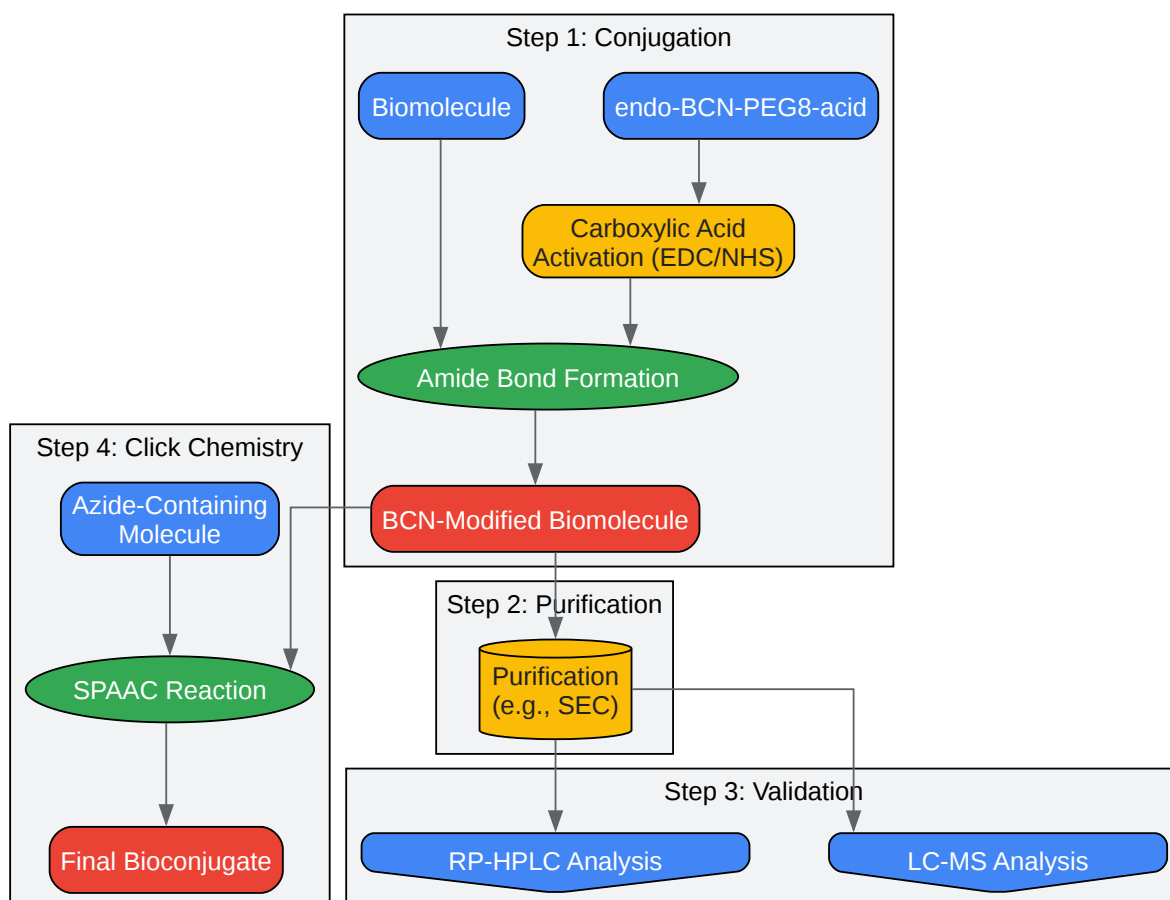 Step 1: Conjugation
Biomolecule
endo-BCN-PEG8-acid
Carboxylic Acid
Activation (EDC/NHS)
Amide Bond Formation
BCN-Modified Biomolecule
Step 4: Click Chemistry
Azide-Containing
Molecule
SPAAC Reaction
Final Bioconjugate
Step 2: Purification
Purification
(e.g., SEC)
Step 3: Validation
RP-HPLC Analysis
LC-MS Analysis